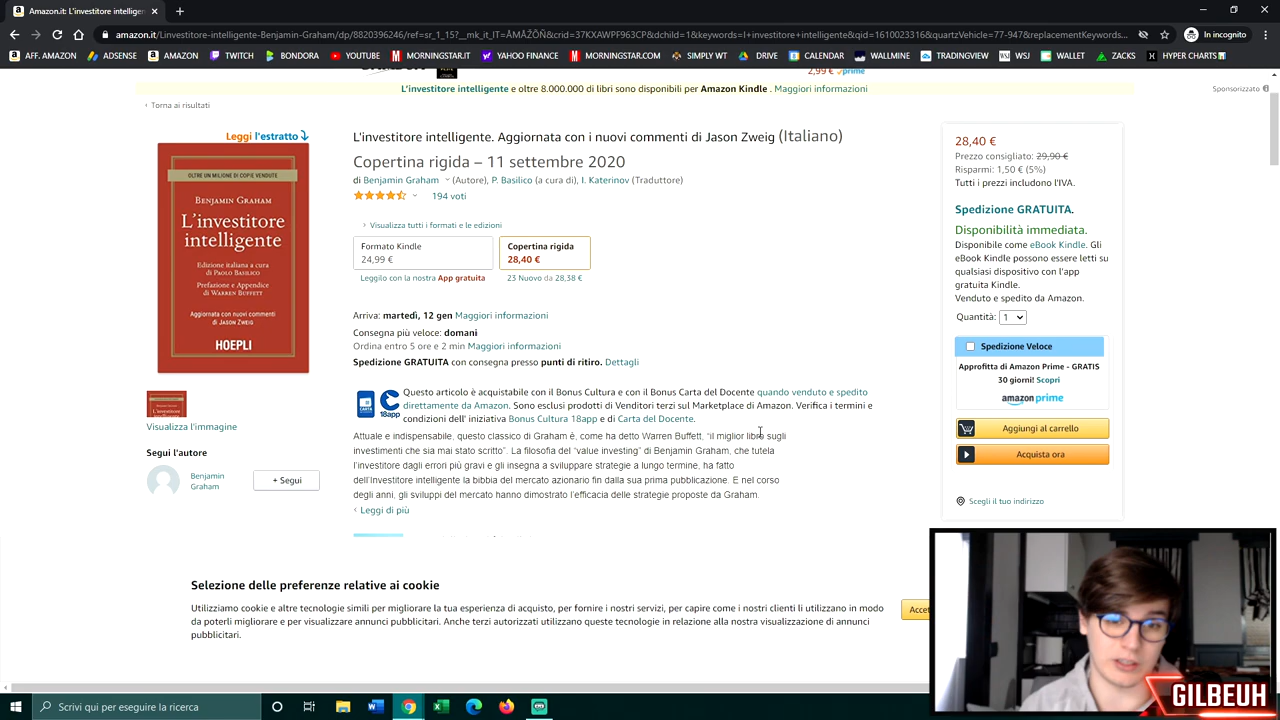 Amazon.it: L'investitore intelligen
Incognito
amazon.it/Investitore-intelligente-Benjamin-Graham/dp/8820396246/ref=sr_1_15?__mk_it_IT=ÅMÅŽÕÑ&crid=37KXAWPF963CP&dchild=1&keywords=l+investitore+intelligente&qid=1610023316&quartzVehicle=77-947&replacementKeywords...
AFF. AMAZON ADSENSE AMAZON TWITCH BONDORA YOUTUBE MORNINGSTAR.IT YAHOO FINANCE MORNINGSTAR.COM SIMPLY WT DRIVE CALENDAR WALLMINE TRADINGVIEW WSJ WALLET ZACKS HYPER CHARTS
2,99 € prime
L'investitore intelligente e oltre 8.000.000 di libri sono disponibili per Amazon Kindle . Maggiori informazioni
Sponsorizzato
‹ Torna ai risultati
Leggi l'estratto
OLTRE UN MILIONE DI COPIE VENDUTE
BENJAMIN GRAHAM
L'investitore
intelligente
Edizione italiana a cura
di PAOLO BASILICO
Prefazione e Appendice
di WARREN BUFFETT
Aggiornata con nuovi commenti
di JASON ZWEIG
HOEPLI
Visualizza l'immagine
Segui l'autore
Benjamin
Graham
+ Segui
L'investitore intelligente. Aggiornata con i nuovi commenti di Jason Zweig (Italiano)
Copertina rigida – 11 settembre 2020
di Benjamin Graham (Autore), P. Basilico (a cura di), I. Katerinov (Traduttore)
194 voti
› Visualizza tutti i formati e le edizioni
Formato Kindle
24,99 €
Copertina rigida
28,40 €
Leggilo con la nostra App gratuita
23 Nuovo da 28,38 €
Arriva: martedì, 12 gen Maggiori informazioni
Consegna più veloce: domani
Ordina entro 5 ore e 2 min Maggiori informazioni
Spedizione GRATUITA con consegna presso punti di ritiro. Dettagli
CARTA
18app
Questo articolo è acquistabile con il Bonus Cultura e con il Bonus Carta del Docente quando venduto e spedito
direttamente da Amazon. Sono esclusi prodotti di Venditori terzi sul Marketplace di Amazon. Verifica i termini e
condizioni dell' iniziativa Bonus Cultura 18app e di Carta del Docente.
Attuale e indispensabile, questo classico di Graham è, come ha detto Warren Buffett, “il miglior libro sugli
investimenti che sia mai stato scritto”. La filosofia del “value investing” di Benjamin Graham, che tutela
l’investitore dagli errori più gravi e gli insegna a sviluppare strategie a lungo termine, ha fatto
dell’Investitore intelligente la bibbia del mercato azionario fin dalla sua prima pubblicazione. E nel corso
degli anni, gli sviluppi del mercato hanno dimostrato l’efficacia delle strategie proposte da Graham.
‹ Leggi di più
28,40 €
Prezzo consigliato: 29,90 €
Risparmi: 1,50 € (5%)
Tutti i prezzi includono l'IVA.
Spedizione GRATUITA.
Disponibilità immediata.
Disponibile come eBook Kindle. Gli
eBook Kindle possono essere letti su
qualsiasi dispositivo con l'app
gratuita Kindle.
Venduto e spedito da Amazon.
Quantità: 1
Spedizione Veloce
Approfitta di Amazon Prime - GRATIS
30 giorni! Scopri
amazon prime
Aggiungi al carrello
Acquista ora
Scegli il tuo indirizzo
Selezione delle preferenze relative ai cookie
Utilizziamo cookie e altre tecnologie simili per migliorare la tua esperienza di acquisto, per fornire i nostri servizi, per capire come i nostri clienti li utilizzano in modo
da poterli migliorare e per visualizzare annunci pubblicitari. Anche terzi autorizzati utilizzano queste tecnologie in relazione alla nostra visualizzazione di annunci
pubblicitari.
Accet
GILBEUH
Scrivi qui per eseguire la ricerca